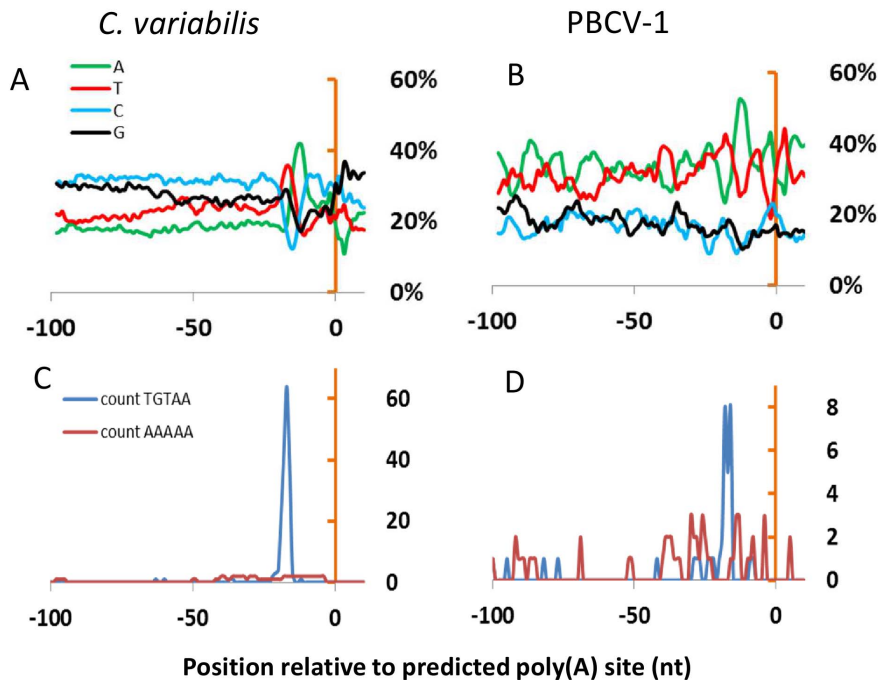 C. variabilis
PBCV-1
A
A
T
C
G
60%
40%
20%
0%
-100
-50
0
B
60%
40%
20%
0%
-100
-50
0
C
count TGTAA
count AAAAA
60
40
20
0
-100
-50
0
D
8
6
4
2
0
-100
-50
0
Position relative to predicted poly(A) site (nt)